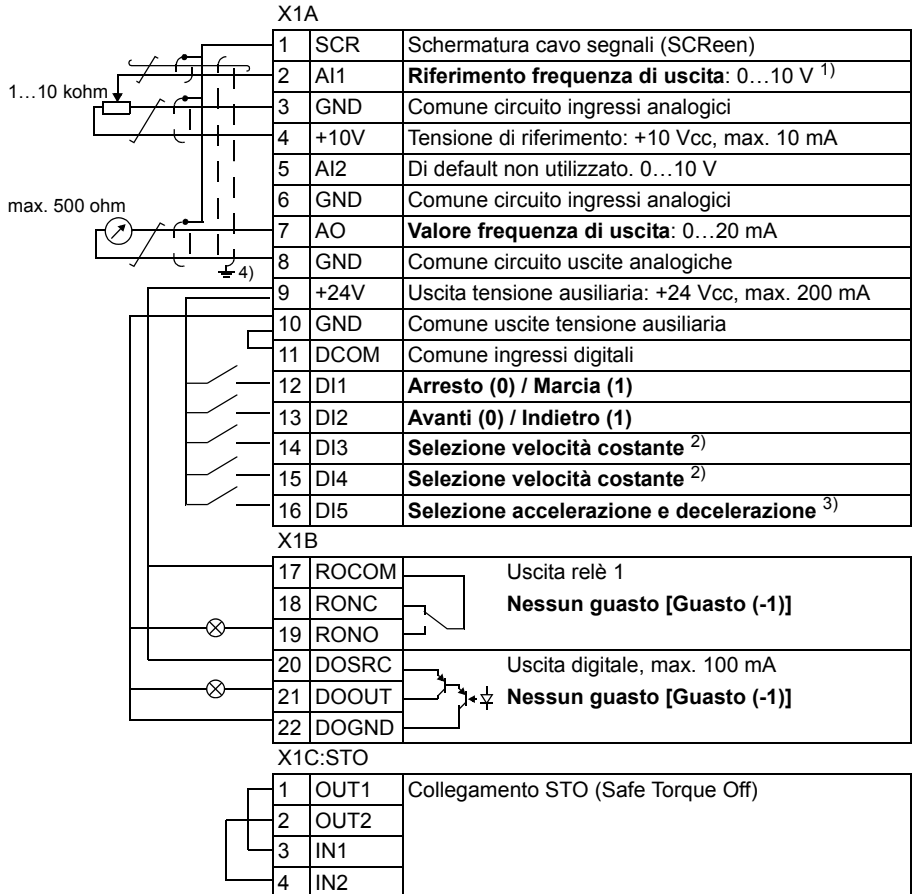 X1A
1 SCR Schermatura cavo segnali (SCReen)
2 AI1 Riferimento frequenza di uscita: 0…10 V 1)
1…10 kohm
3 GND Comune circuito ingressi analogici
4 +10V Tensione di riferimento: +10 Vcc, max. 10 mA
5 AI2 Di default non utilizzato. 0…10 V
6 GND Comune circuito ingressi analogici
max. 500 ohm
7 AO Valore frequenza di uscita: 0…20 mA
8 GND Comune circuito uscite analogiche
4)
9 +24V Uscita tensione ausiliaria: +24 Vcc, max. 200 mA
10 GND Comune uscite tensione ausiliaria
11 DCOM Comune ingressi digitali
12 DI1 Arresto (0) / Marcia (1)
13 DI2 Avanti (0) / Indietro (1)
14 DI3 Selezione velocità costante 2)
15 DI4 Selezione velocità costante 2)
16 DI5 Selezione accelerazione e decelerazione 3)
X1B
17 ROCOM Uscita relè 1
18 RONC Nessun guasto [Guasto (-1)]
19 RONO
20 DOSRC Uscita digitale, max. 100 mA
21 DOOUT Nessun guasto [Guasto (-1)]
22 DOGND
X1C:STO
1 OUT1 Collegamento STO (Safe Torque Off)
2 OUT2
3 IN1
4 IN2